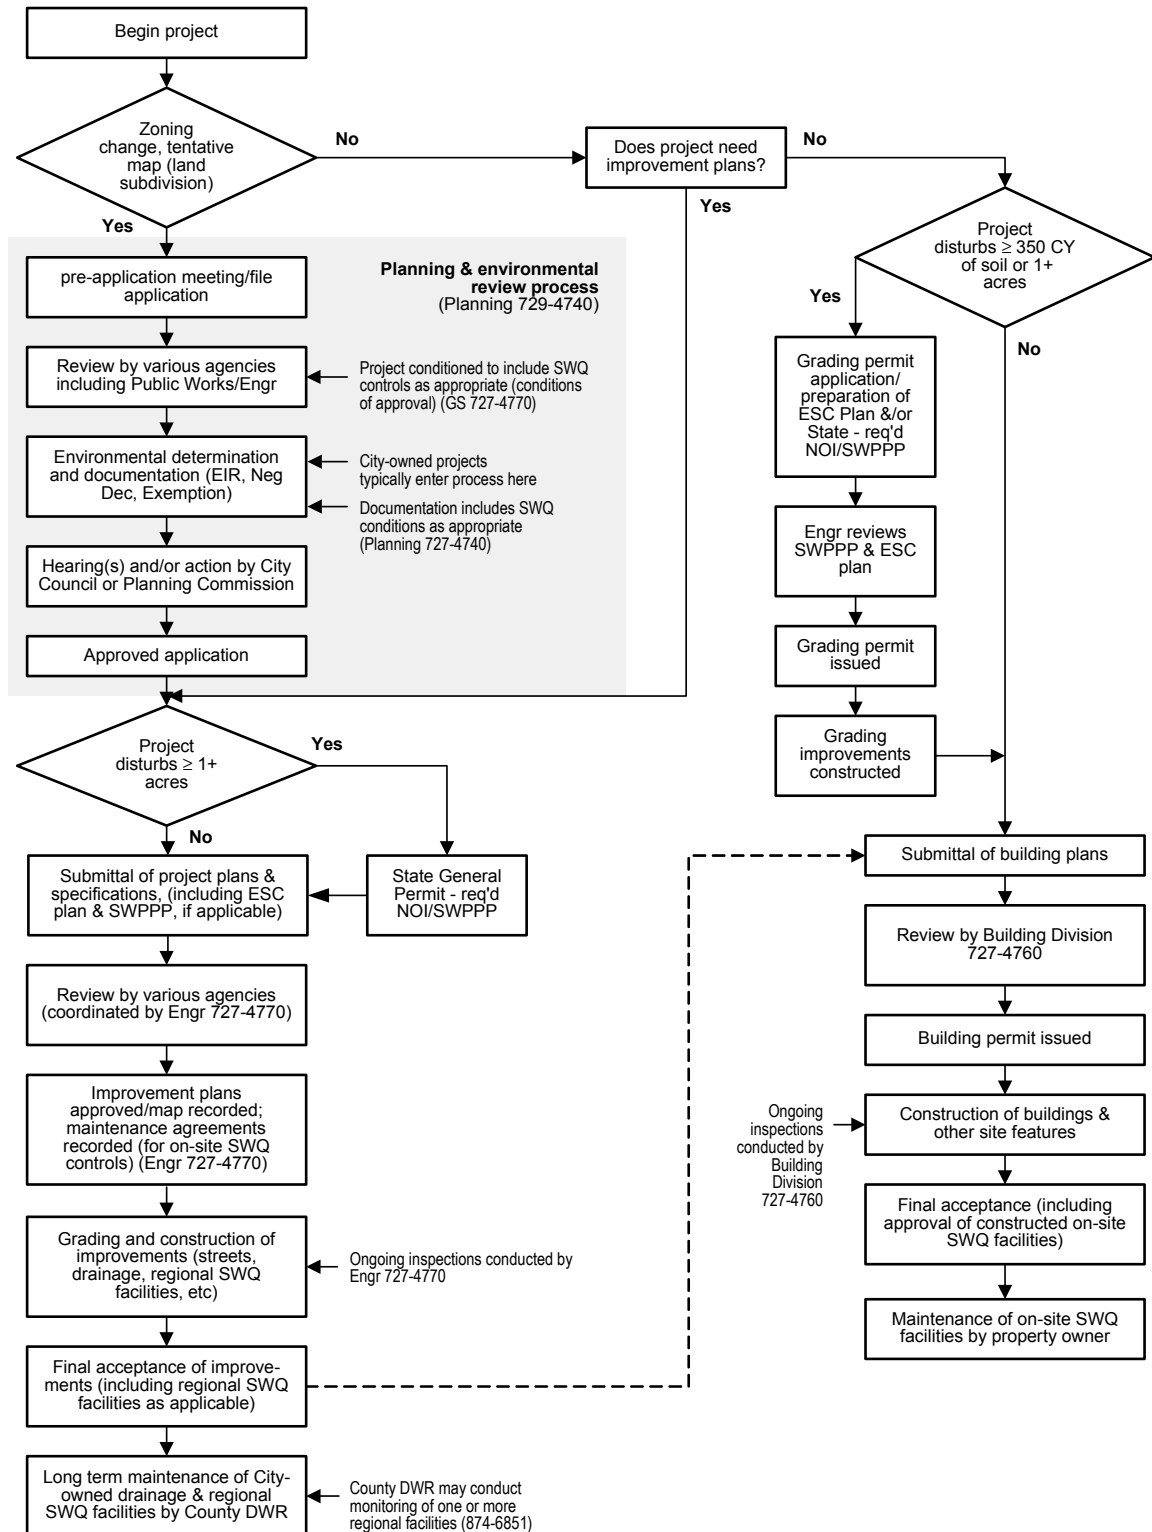 Begin project
Zoning
change, tentative
map (land
subdivision)
No
Does project need
improvement plans?
No
Yes
Yes
Project
disturbs ≥ 350 CY
of soil or 1+
acres
Yes
No
Planning & environmental
review process
(Planning 729-4740)
pre-application meeting/file
application
Review by various agencies
including Public Works/Engr
Project conditioned to include SWQ
controls as appropriate (conditions
of approval) (GS 727-4770)
Environmental determination
and documentation (EIR, Neg
Dec, Exemption)
City-owned projects
typically enter process here
Documentation includes SWQ
conditions as appropriate
(Planning 727-4740)
Hearing(s) and/or action by City
Council or Planning Commission
Approved application
Grading permit
application/
preparation of
ESC Plan &/or
State - req'd
NOI/SWPPP
Engr reviews
SWPPP & ESC
plan
Grading permit
issued
Grading
improvements
constructed
Project
disturbs ≥ 1+
acres
Yes
No
Submittal of project plans &
specifications, (including ESC
plan & SWPPP, if applicable)
State General
Permit - req'd
NOI/SWPPP
Review by various agencies
(coordinated by Engr 727-4770)
Improvement plans
approved/map recorded;
maintenance agreements
recorded (for on-site SWQ
controls) (Engr 727-4770)
Grading and construction of
improvements (streets,
drainage, regional SWQ
facilities, etc)
Ongoing inspections conducted by
Engr 727-4770
Final acceptance of improve-
ments (including regional SWQ
facilities as applicable)
Long term maintenance of City-
owned drainage & regional
SWQ facilities by County DWR
County DWR may conduct
monitoring of one or more
regional facilities (874-6851)
Submittal of building plans
Review by Building Division
727-4760
Building permit issued
Ongoing
inspections
conducted by
Building
Division
727-4760
Construction of buildings &
other site features
Final acceptance (including
approval of constructed on-site
SWQ facilities)
Maintenance of on-site SWQ
facilities by property owner